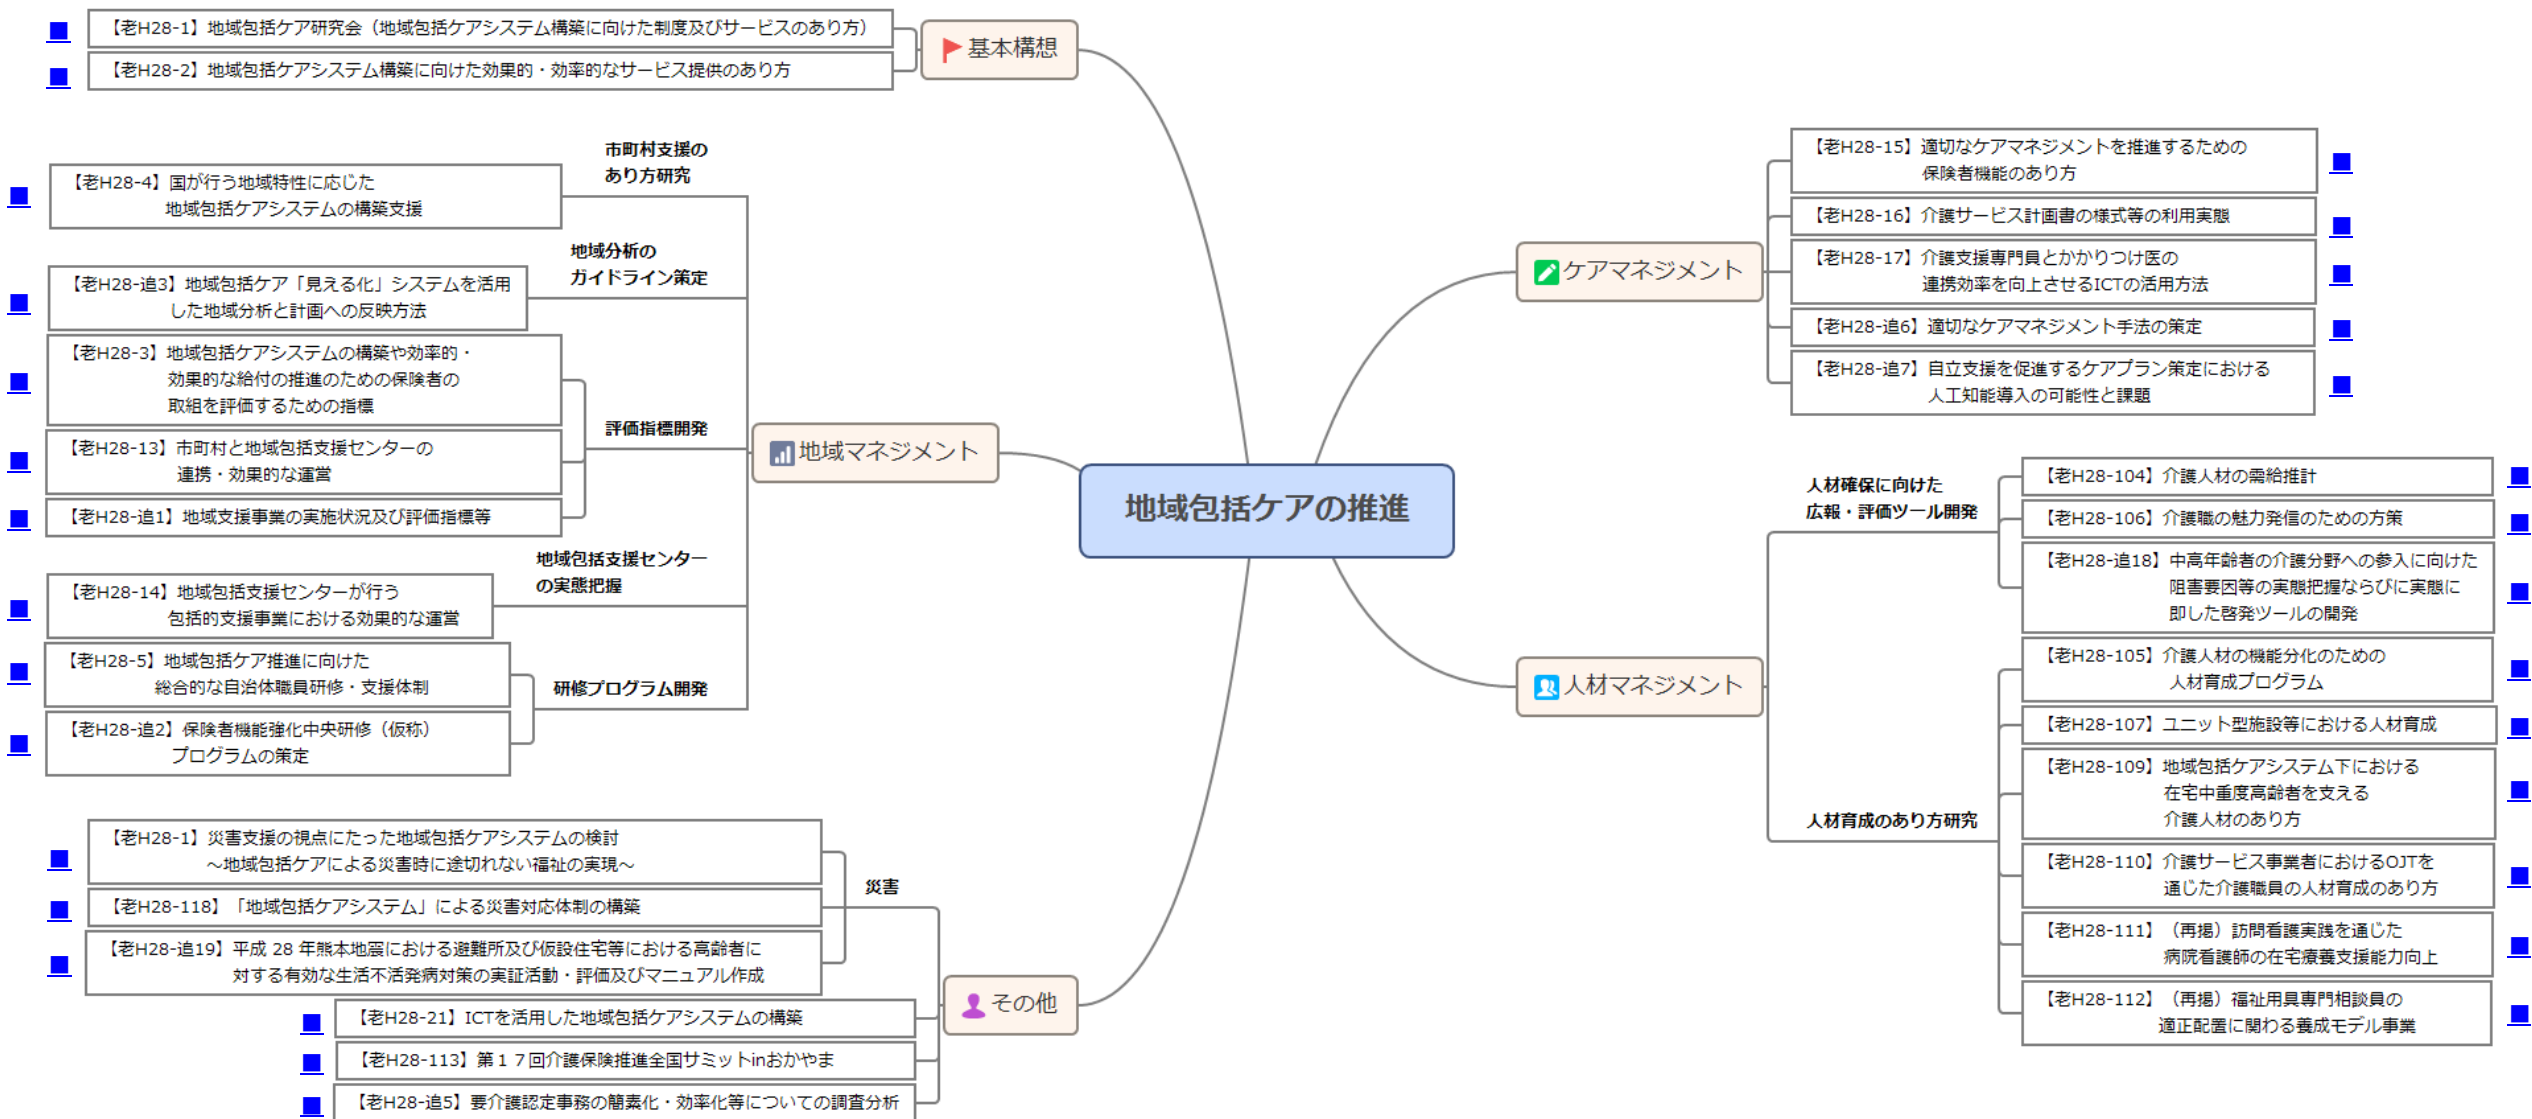 【老H28-1】地域包括ケア研究会（地域包括ケアシステム構築に向けた制度及びサービスのあり方）
【老H28-2】地域包括ケアシステム構築に向けた効果的・効率的なサービス提供のあり方
基本構想
市町村支援の
あり方研究
【老H28-4】国が行う地域特性に応じた
地域包括ケアシステムの構築支援
地域分析の
ガイドライン策定
【老H28-追3】地域包括ケア「見える化」システムを活用
した地域分析と計画への反映方法
【老H28-3】地域包括ケアシステムの構築や効率的・
効果的な給付の推進のための保険者の
取組を評価するための指標
評価指標開発
【老H28-13】市町村と地域包括支援センターの
連携・効果的な運営
【老H28-追1】地域支援事業の実施状況及び評価指標等
地域マネジメント
地域包括支援センター
の実態把握
【老H28-14】地域包括支援センターが行う
包括的支援事業における効果的な運営
【老H28-5】地域包括ケア推進に向けた
総合的な自治体職員研修・支援体制
研修プログラム開発
【老H28-追2】保険者機能強化中央研修（仮称）
プログラムの策定
【老H28-1】災害支援の視点にたった地域包括ケアシステムの検討
～地域包括ケアによる災害時に途切れない福祉の実現～
災害
【老H28-118】「地域包括ケアシステム」による災害対応体制の構築
【老H28-追19】平成 28 年熊本地震における避難所及び仮設住宅等における高齢者に
対する有効な生活不活発病対策の実証活動・評価及びマニュアル作成
その他
【老H28-21】ICTを活用した地域包括ケアシステムの構築
【老H28-113】第１７回介護保険推進全国サミットinおかやま
【老H28-追5】要介護認定事務の簡素化・効率化等についての調査分析
地域包括ケアの推進
【老H28-15】適切なケアマネジメントを推進するための
保険者機能のあり方
【老H28-16】介護サービス計画書の様式等の利用実態
【老H28-17】介護支援専門員とかかりつけ医の
連携効率を向上させるICTの活用方法
ケアマネジメント
【老H28-追6】適切なケアマネジメント手法の策定
【老H28-追7】自立支援を促進するケアプラン策定における
人工知能導入の可能性と課題
人材確保に向けた
広報・評価ツール開発
【老H28-104】介護人材の需給推計
【老H28-106】介護職の魅力発信のための方策
【老H28-追18】中高年齢者の介護分野への参入に向けた
阻害要因等の実態把握ならびに実態に
即した啓発ツールの開発
人材マネジメント
【老H28-105】介護人材の機能分化のための
人材育成プログラム
【老H28-107】ユニット型施設等における人材育成
【老H28-109】地域包括ケアシステム下における
在宅中重度高齢者を支える
介護人材のあり方
人材育成のあり方研究
【老H28-110】介護サービス事業者におけるOJTを
通じた介護職員の人材育成のあり方
【老H28-111】（再掲）訪問看護実践を通じた
病院看護師の在宅療養支援能力向上
【老H28-112】（再掲）福祉用具専門相談員の
適正配置に関わる養成モデル事業